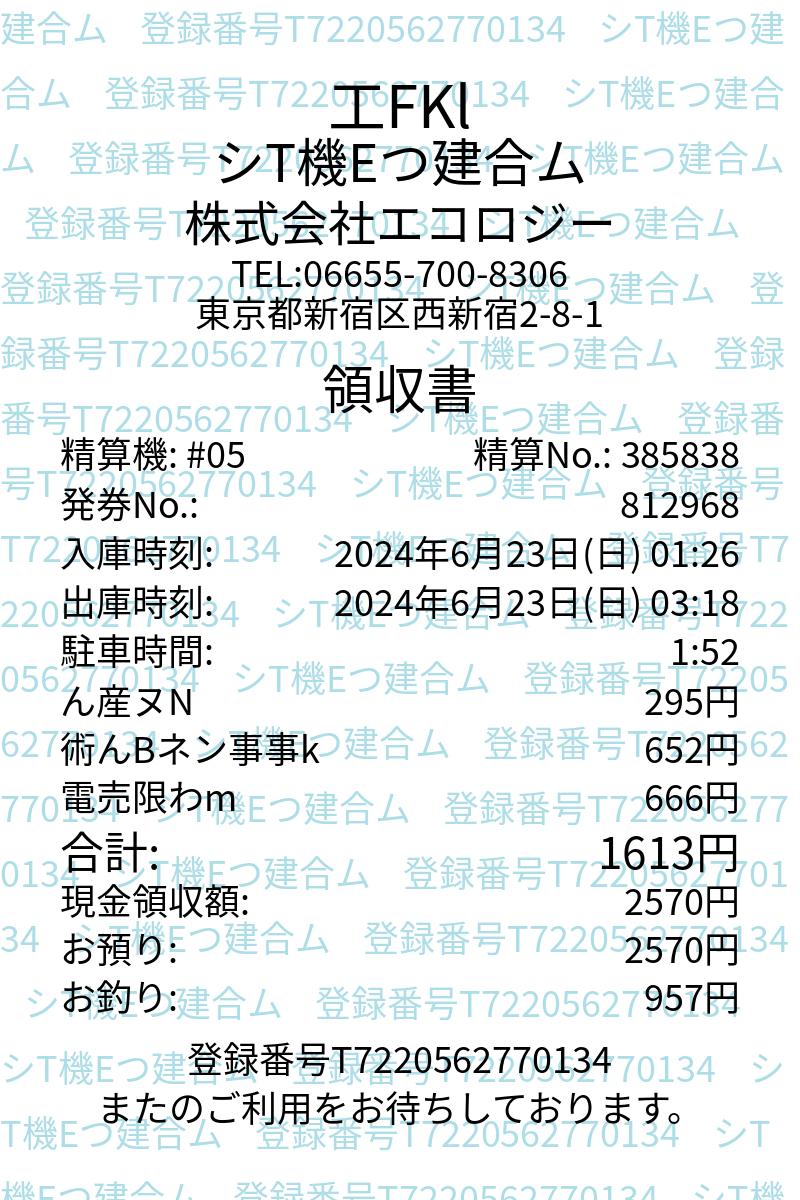 建合ム　登録番号T7220562770134　シT機Eつ建
合ム　登録番号T7220562770134　シT機Eつ建合
工FKl
ム　登録番号T7220562770134　シT機Eつ建合ム
シT機Eつ建合ム
登録番号T7220562770134　シT機Eつ建合ム
株式会社エコロジー
TEL:06655-700-8306
登録番号T7220562770134　シT機Eつ建合ム　登
東京都新宿区西新宿2-8-1
録番号T7220562770134　シT機Eつ建合ム　登録
領収書
番号T7220562770134　シT機Eつ建合ム　登録番
精算機: #05 精算No.: 385838
号T7220562770134　シT機Eつ建合ム　登録番号
発券No.: 812968
T7220562770134　シT機Eつ建合ム　登録番号T7
入庫時刻: 2024年6月23日(日) 01:26
出庫時刻: 2024年6月23日(日) 03:18
220562770134　シT機Eつ建合ム　登録番号T722
駐車時間: 1:52
0562770134　シT機Eつ建合ム　登録番号T72205
ん産ヌN 295円
62770134　シT機Eつ建合ム　登録番号T7220562
術んBネン事事k 652円
電売限わm 666円
770134　シT機Eつ建合ム　登録番号T722056277
合計: 1613円
0134　シT機Eつ建合ム　登録番号T72205627701
現金領収額: 2570円
34　シT機Eつ建合ム　登録番号T7220562770134
お預り: 2570円
お釣り: 957円
シT機Eつ建合ム　登録番号T7220562770134
登録番号T7220562770134
シT機Eつ建合ム　登録番号T7220562770134　シ
またのご利用をお待ちしております。
T機Eつ建合ム　登録番号T7220562770134　シT
機Eつ建合ム　登録番号T7220562770134　シT機